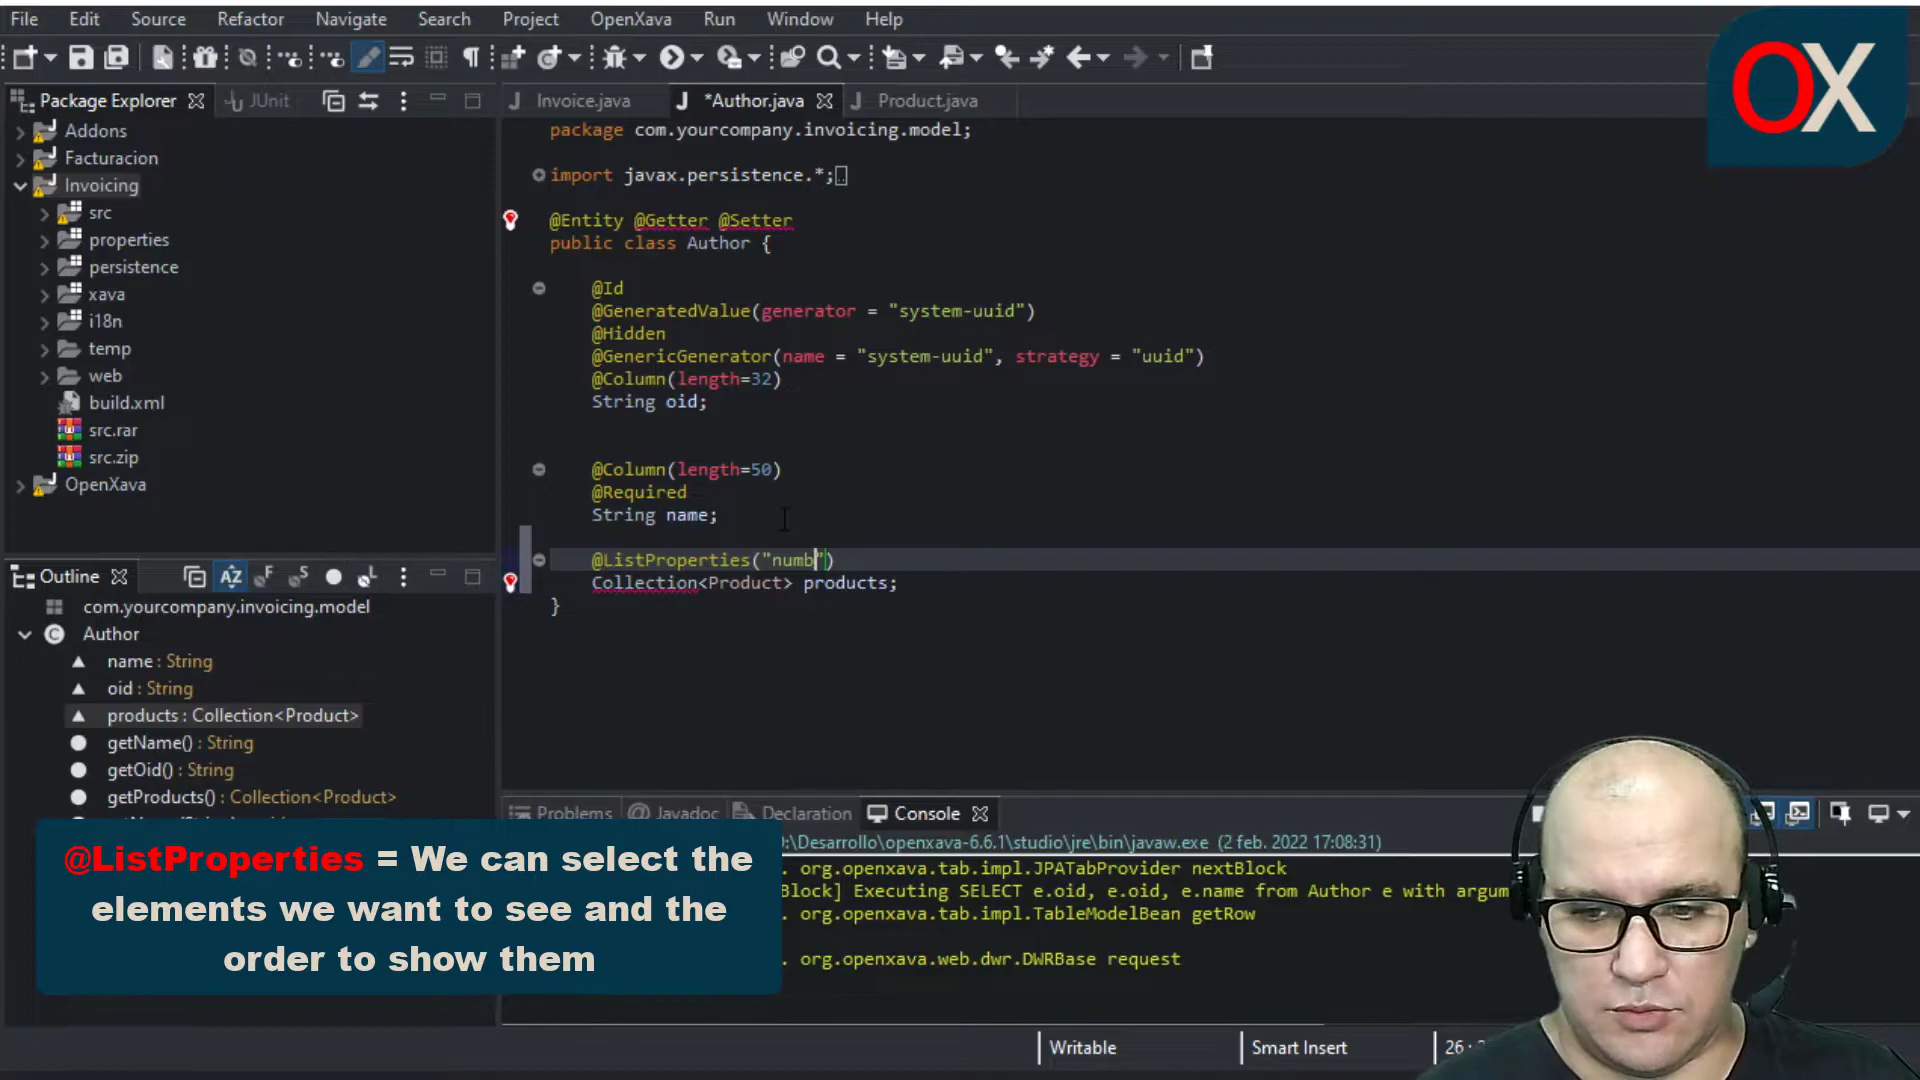 File Edit Source Refactor Navigate Search Project OpenXava Run Window Help
OX
Package Explorer
JUnit
Invoice.java
*Author.java
Product.java
Addons
Facturacion
Invoicing
src
properties
persistence
xava
i18n
temp
web
build.xml
src.rar
src.zip
OpenXava
package com.yourcompany.invoicing.model;
import javax.persistence.*;
@Entity @Getter @Setter
public class Author {
@Id
@GeneratedValue(generator = "system-uuid")
@Hidden
@GenericGenerator(name = "system-uuid", strategy = "uuid")
@Column(length=32)
String oid;
@Column(length=50)
@Required
String name;
@ListProperties("numb")
Collection<Product> products;
}
Outline
com.yourcompany.invoicing.model
Author
name : String
oid : String
products : Collection<Product>
getName() : String
getOid() : String
getProducts() : Collection<Product>
@ListProperties = We can select the
elements we want to see and the
order to show them
Problems @ Javadoc Declaration Console
\Desarrollo\openxava-6.6.1\studio\jre\bin\javaw.exe (2 feb. 2022 17:08:31)
. org.openxava.tab.impl.JPATabProvider nextBlock
Block] Executing SELECT e.oid, e.oid, e.name from Author e with argum
. org.openxava.tab.impl.TableModelBean getRow
. org.openxava.web.dwr.DWRBase request
Writable
Smart Insert
26 :